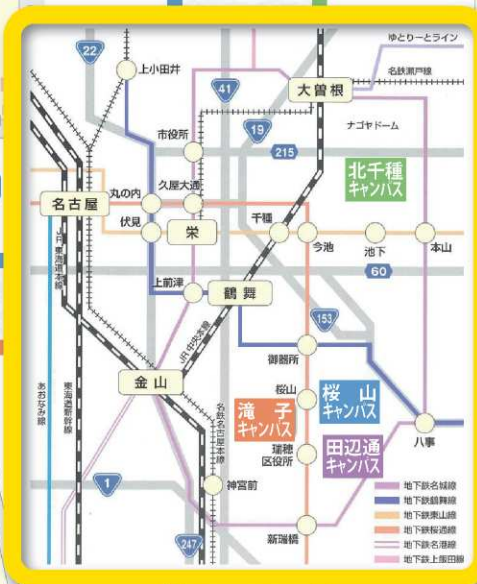 ゆとりーとライン
22
上小田井
名鉄瀬戸線
大曽根
41
19
ナゴヤドーム
市役所
215
北千種
キャンパス
丸の内
久屋大通
名古屋
千種
伏見
栄
今池
池下
本山
JR東海道本線
60
上前津
鶴舞
JR中央本線
153
御器所
金山
桜山
滝子
キャンパス
桜山
キャンパス
あおなみ線
東海道新幹線
名鉄名古屋本線
瑞穂
区役所
田辺通
キャンパス
八事
1
神宮前
地下鉄名城線
地下鉄鶴舞線
地下鉄東山線
地下鉄桜通線
地下鉄名港線
地下鉄上飯田線
新瑞橋
247